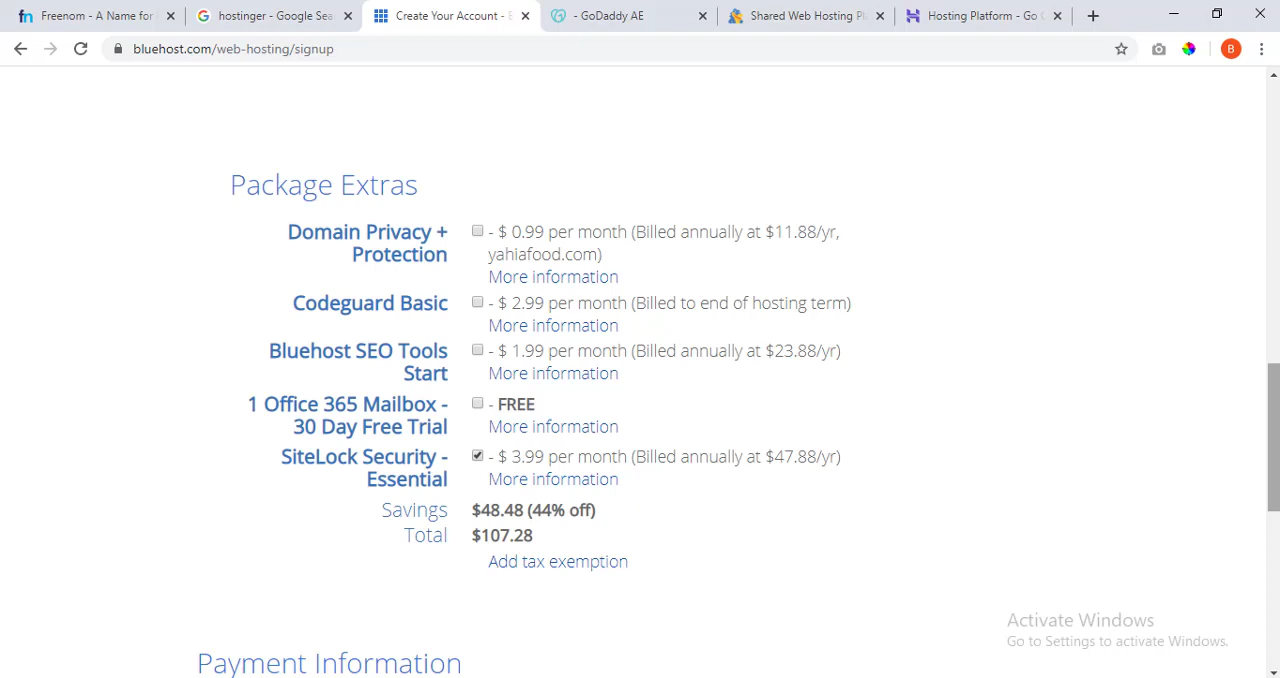 Freenom - A Name for
hostinger - Google Sea
Create Your Account - B
- GoDaddy AE
Shared Web Hosting Pl
Hosting Platform - Go O
bluehost.com/web-hosting/signup
B
Package Extras
Domain Privacy +
Protection
- $ 0.99 per month (Billed annually at $11.88/yr,
yahiafood.com)
More information
Codeguard Basic
- $ 2.99 per month (Billed to end of hosting term)
More information
Bluehost SEO Tools
Start
- $ 1.99 per month (Billed annually at $23.88/yr)
More information
1 Office 365 Mailbox -
30 Day Free Trial
- FREE
More information
SiteLock Security -
Essential
- $ 3.99 per month (Billed annually at $47.88/yr)
More information
Savings $48.48 (44% off)
Total $107.28
Add tax exemption
Activate Windows
Go to Settings to activate Windows.
Payment Information